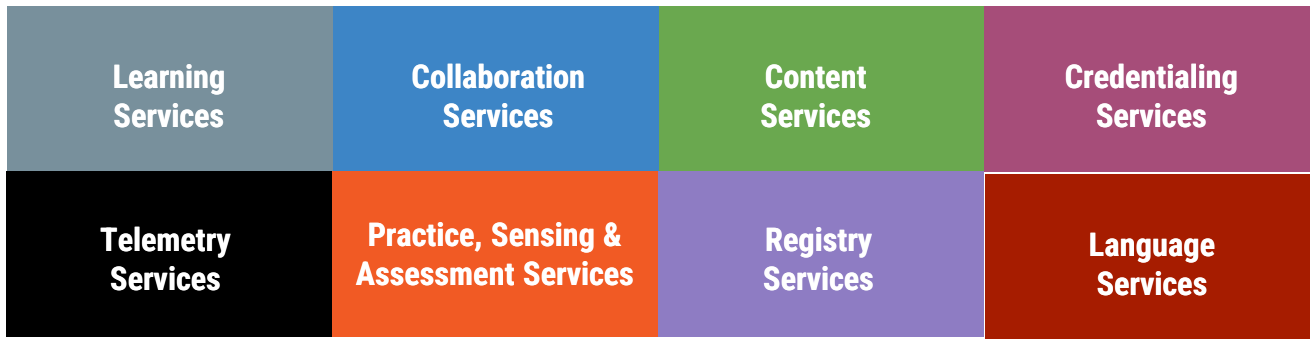 Learning
Services
Collaboration
Services
Content
Services
Credentialing
Services
Telemetry
Services
Practice, Sensing &
Assessment Services
Registry
Services
Language
Services